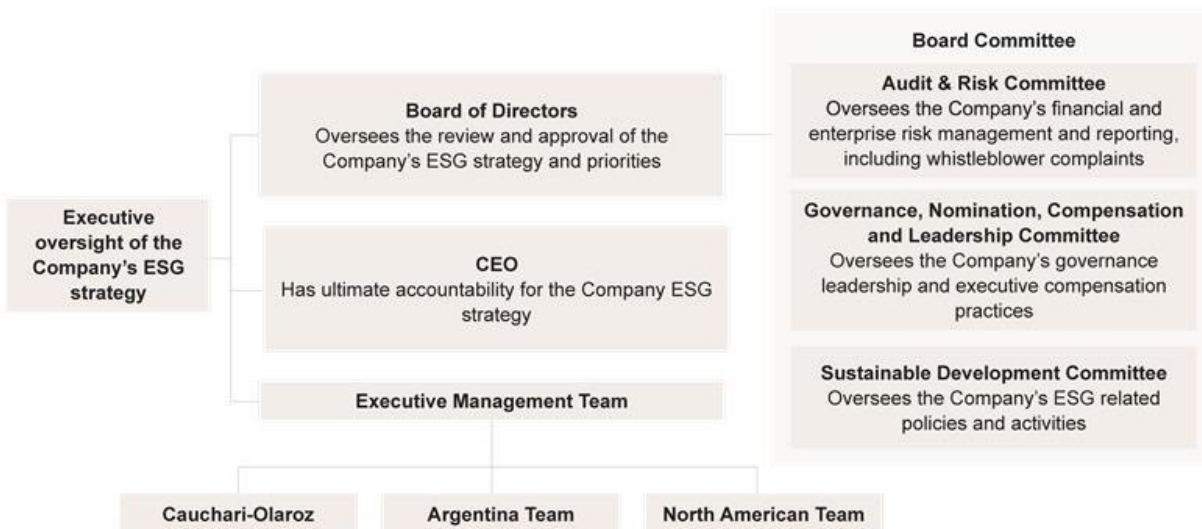 Board Committee
Audit & Risk Committee
Oversees the Company's financial and
enterprise risk management and reporting,
including whistleblower complaints
Board of Directors
Oversees the review and approval of the
Company's ESG strategy and priorities
Governance, Nomination, Compensation
and Leadership Committee
Oversees the Company's governance
leadership and executive compensation
practices
Executive
oversight of the
Company's ESG
strategy
CEO
Has ultimate accountability for the Company ESG
strategy
Sustainable Development Committee
Oversees the Company's ESG related
policies and activities
Executive Management Team
Cauchari-Olaroz
Argentina Team
North American Team